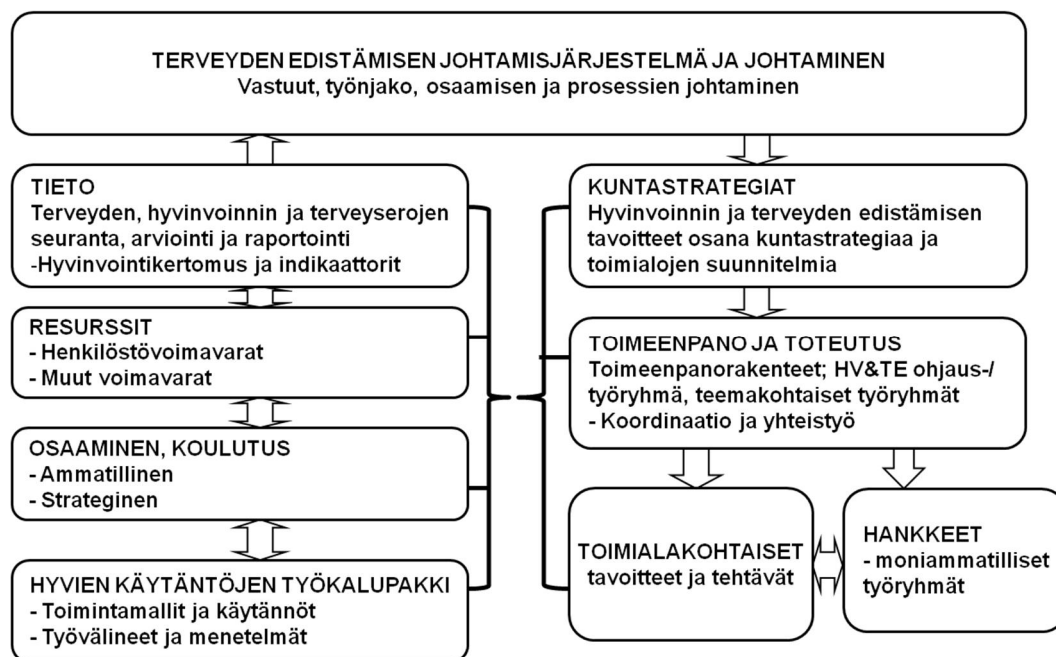 TERVEYDEN EDISTÄMISEN JOHTAMISJÄRJESTELMÄ JA JOHTAMINEN
Vastuut, työnjako, osaamisen ja prosessien johtaminen
TIETO
Terveyden, hyvinvoinnin ja terveyserojen
seuranta, arviointi ja raportointi
-Hyvinvointikertomus ja indikaattorit
RESURSSIT
- Henkilöstövoimavarat
- Muut voimavarat
OSAAMINEN, KOULUTUS
- Ammatillinen
- Strateginen
HYVIEN KÄYTÄNTÖJEN TYÖKALUPAKKI
- Toimintamallit ja käytännöt
- Työvälineet ja menetelmät
KUNTASTRATEGIAT
Hyvinvoinnin ja terveyden edistämisen
tavoitteet osana kuntastrategiaa ja
toimialojen suunnitelmia
TOIMEENPANO JA TOTEUTUS
Toimeenpanorakenteet; HV&TE ohjaus-/
työryhmä, teemakohtaiset työryhmät
- Koordinaatio ja yhteistyö
TOIMIALAKOHTAISET
tavoitteet ja tehtävät
HANKKEET
- moniammatilliset
työryhmät